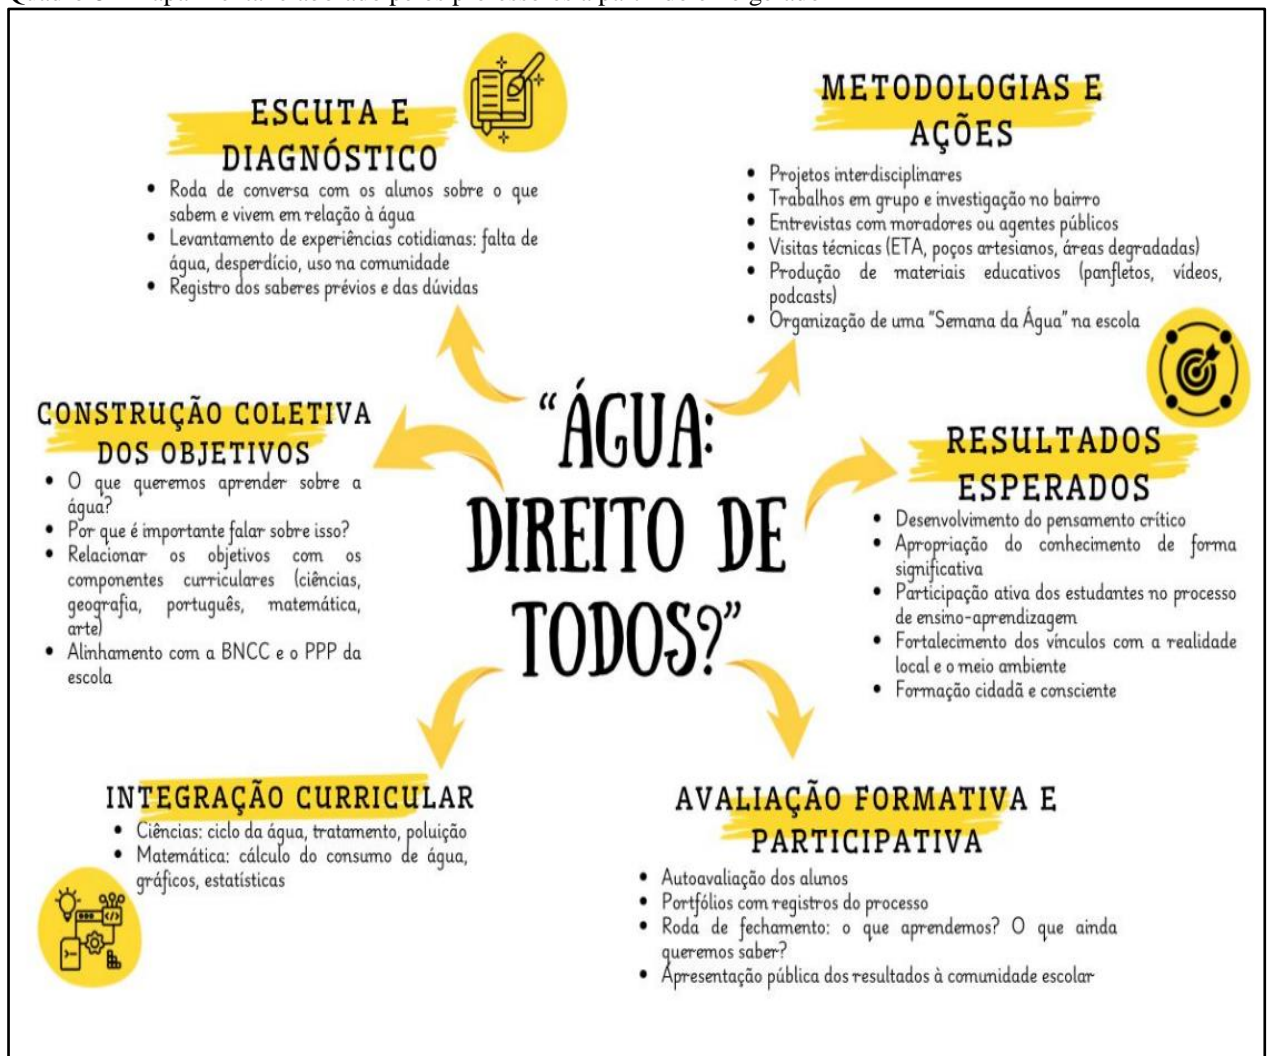 ESCUTA E
DIAGNÓSTICO
• Roda de conversa com os alunos sobre o que
sabem e vivem em relação à água
• Levantamento de experiências cotidianas: falta de
água, desperdício, uso na comunidade
• Registro dos saberes prévios e das dúvidas
METODOLOGIAS E
AÇÕES
• Projetos interdisciplinares
• Trabalhos em grupo e investigação no bairro
• Entrevistas com moradores ou agentes públicos
• Visitas técnicas (ETA, poços artesianos, áreas degradadas)
• Produção de materiais educativos (panfletos, vídeos,
podcasts)
• Organização de uma "Semana da Água" na escola
CONSTRUÇÃO COLETIVA
DOS OBJETIVOS
• O que queremos aprender sobre a
água?
• Por que é importante falar sobre isso?
• Relacionar os objetivos com os
componentes curriculares (ciências,
geografia, português, matemática,
arte)
• Alinhamento com a BNCC e o PPP da
escola
"ÁGUA:
DIREITO DE
TODOS?"
RESULTADOS
ESPERADOS
• Desenvolvimento do pensamento crítico
• Apropriação do conhecimento de forma
significativa
• Participação ativa dos estudantes no processo
de ensino-aprendizagem
• Fortalecimento dos vínculos com a realidade
local e o meio ambiente
• Formação cidadã e consciente
INTEGRAÇÃO CURRICULAR
• Ciências: ciclo da água, tratamento, poluição
• Matemática: cálculo do consumo de água,
gráficos, estatísticas
AVALIAÇÃO FORMATIVA E
PARTICIPATIVA
• Autoavaliação dos alunos
• Portfólios com registros do processo
• Roda de fechamento: o que aprendemos? O que ainda
queremos saber?
• Apresentação pública dos resultados à comunidade escolar